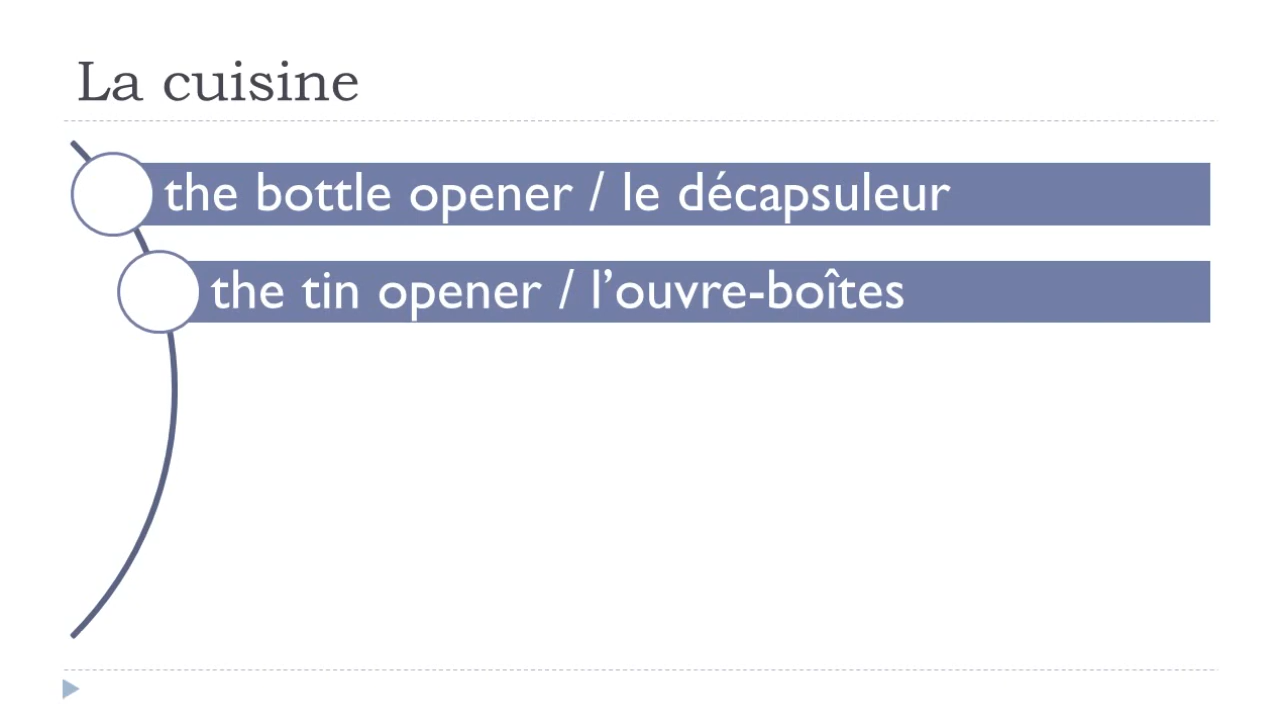 La cuisine
the bottle opener / le décapsuleur
the tin opener / l’ouvre-boîtes